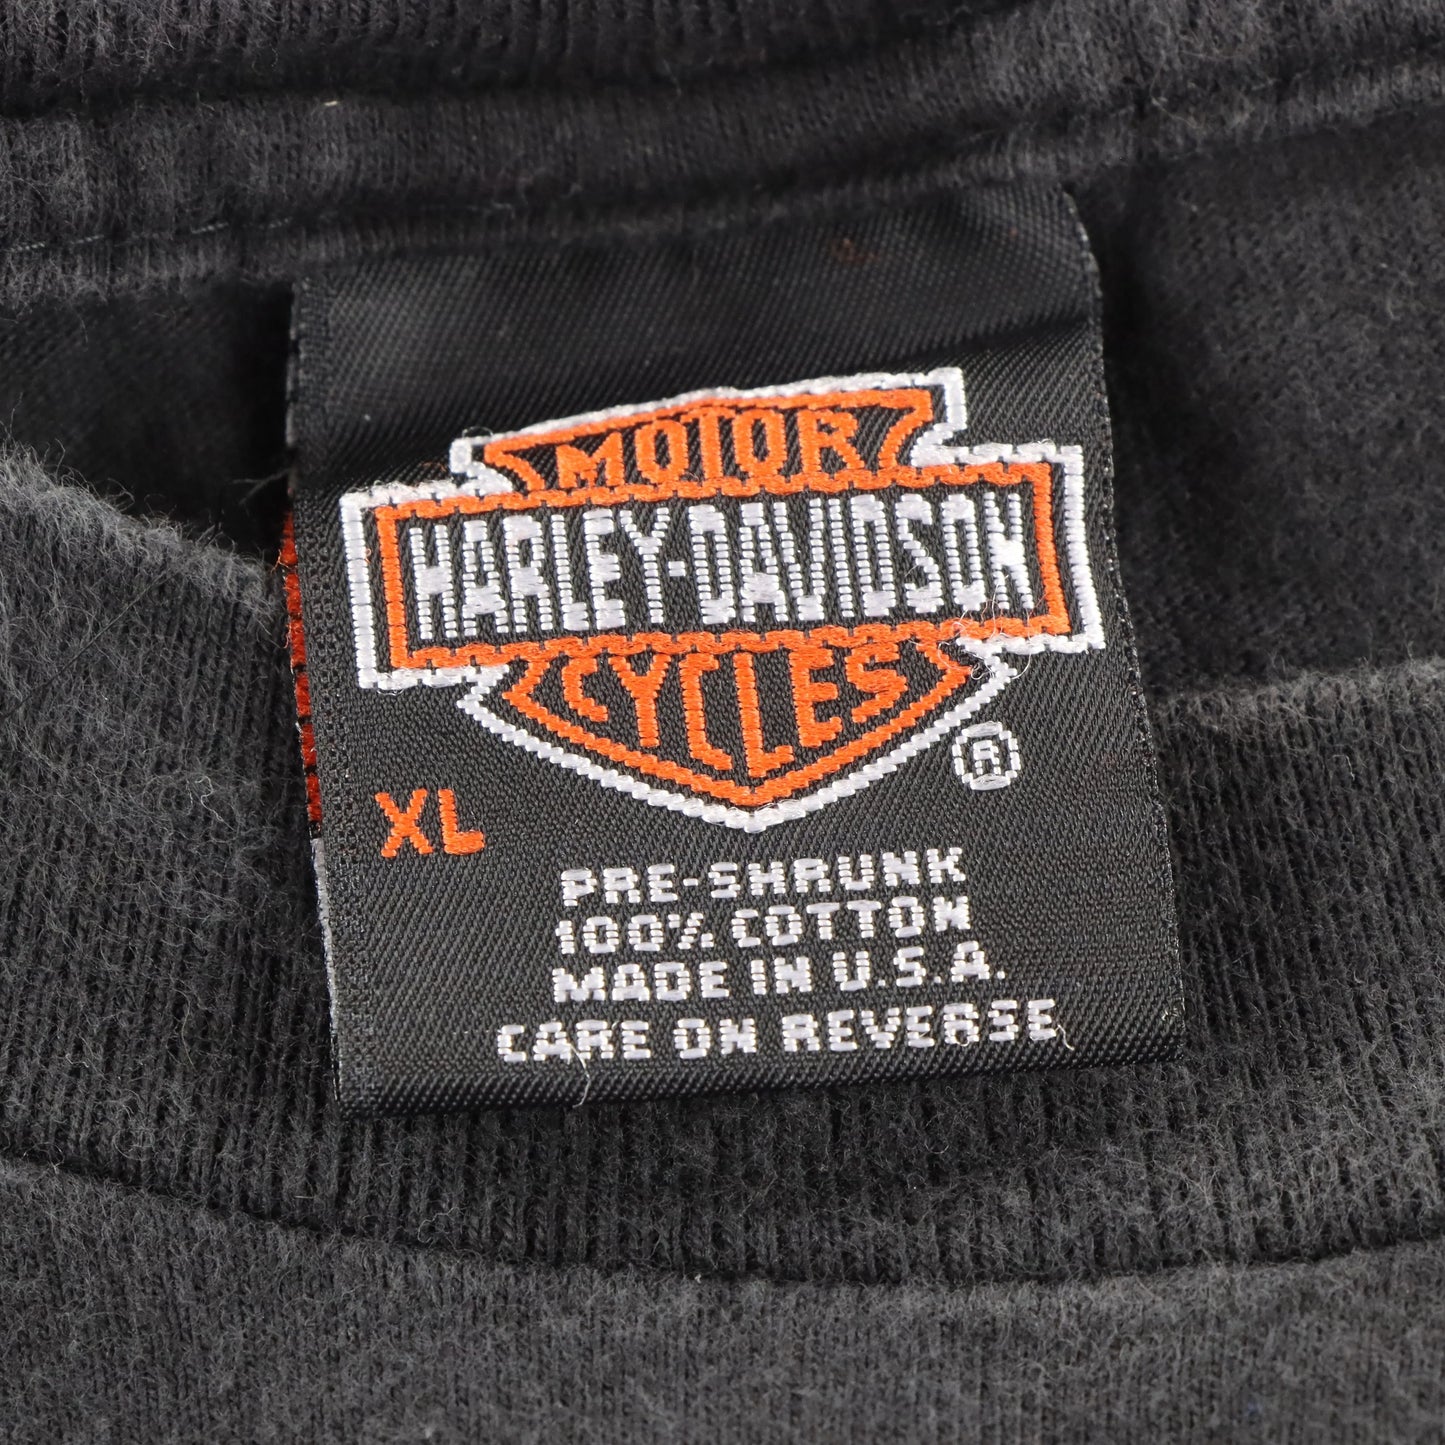 MOTOR
HARLEY-DAVIDSON
CYCLES
®
XL
PRE-SHRUNK
100% COTTON
MADE IN U.S.A.
CARE ON REVERSE